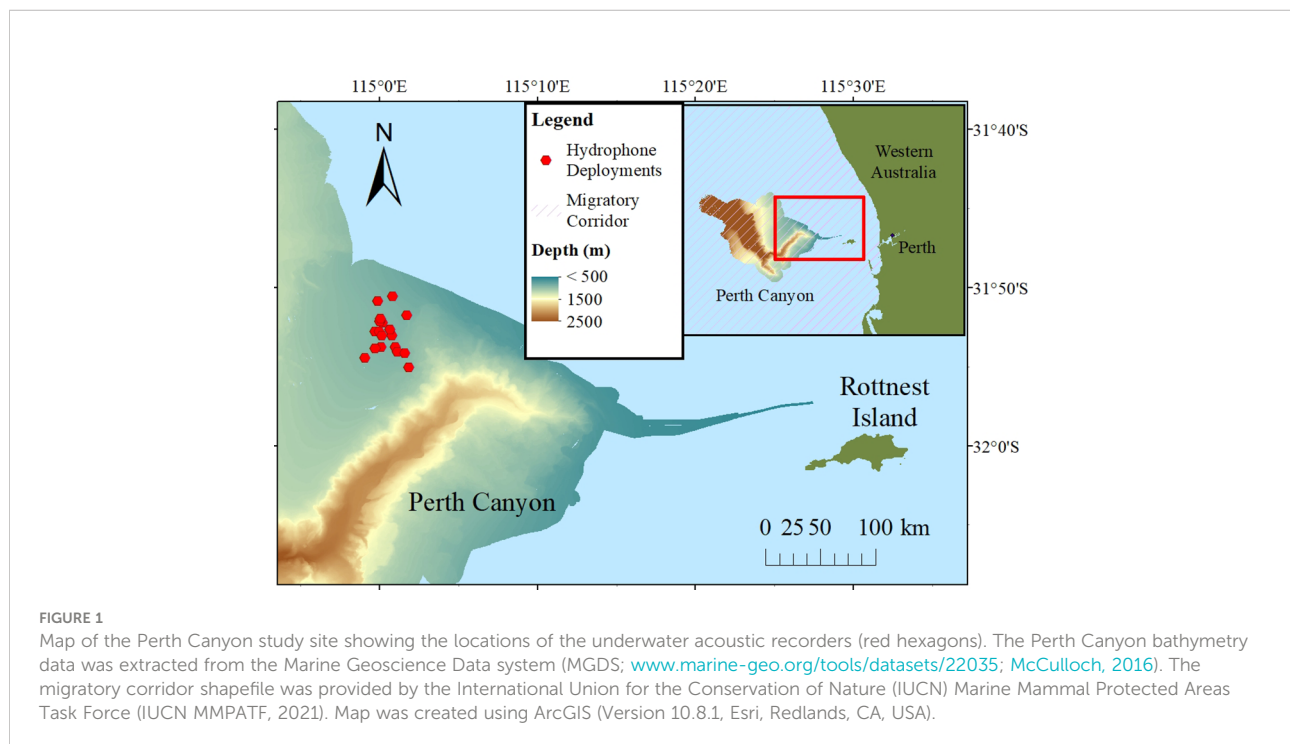 115°0'E 115°10'E 115°20'E 115°30'E
N
Legend
Hydrophone
Deployments
Migratory
Corridor
Depth (m)
< 500
1500
2500
Western
Australia
Perth
Perth Canyon
31°40'S
31°50'S
32°0'S
Rottnest
Island
Perth Canyon
0 25 50 100 km
FIGURE 1
Map of the Perth Canyon study site showing the locations of the underwater acoustic recorders (red hexagons). The Perth Canyon bathymetry
data was extracted from the Marine Geoscience Data system (MGDS; www.marine-geo.org/tools/datasets/22035; McCulloch, 2016). The
migratory corridor shapefile was provided by the International Union for the Conservation of Nature (IUCN) Marine Mammal Protected Areas
Task Force (IUCN MMPATF, 2021). Map was created using ArcGIS (Version 10.8.1, Esri, Redlands, CA, USA).